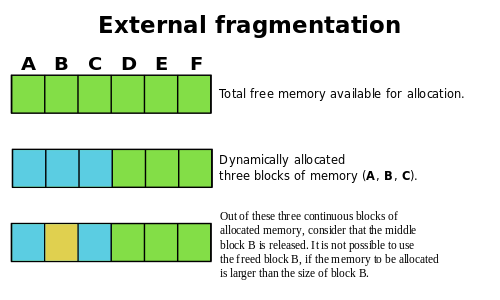 External fragmentation
A B C D E F
Total free memory available for allocation.
Dynamically allocated
three blocks of memory (A, B, C).
Out of these three continuous blocks of
allocated memory, consider that the middle
block B is released. It is not possible to use
the freed block B, if the memory to be allocated
is larger than the size of block B.